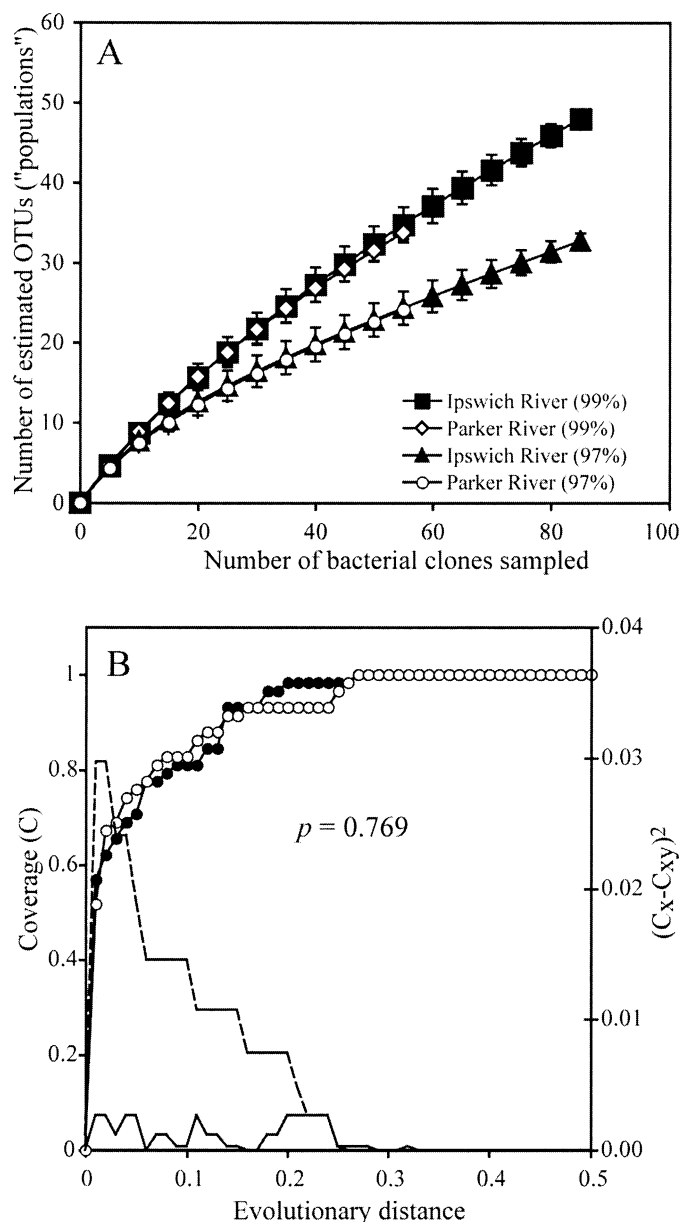 A
60
50
40
30
20
10
0
Number of estimated OTUs ("populations")
Ipswich River (99%)
Parker River (99%)
Ipswich River (97%)
Parker River (97%)
0 20 40 60 80 100
Number of bacterial clones sampled
B
1
0.8
0.6
0.4
0.2
0
Coverage (C)
p = 0.769
0.04
0.03
0.02
0.01
0.00
(Cx-Cxy)2
0 0.1 0.2 0.3 0.4 0.5
Evolutionary distance